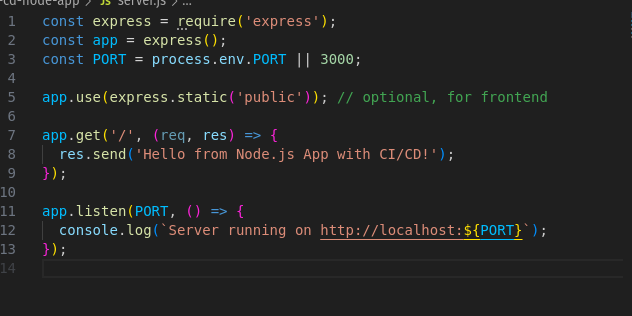 -cd-node-app > JS server.js > ...
1 const express = require('express');
2 const app = express();
3 const PORT = process.env.PORT || 3000;
4
5 app.use(express.static('public')); // optional, for frontend
6
7 app.get('/', (req, res) => {
8 res.send('Hello from Node.js App with CI/CD!');
9 });
10
11 app.listen(PORT, () => {
12 console.log(`Server running on http://localhost:${PORT}`);
13 });
14